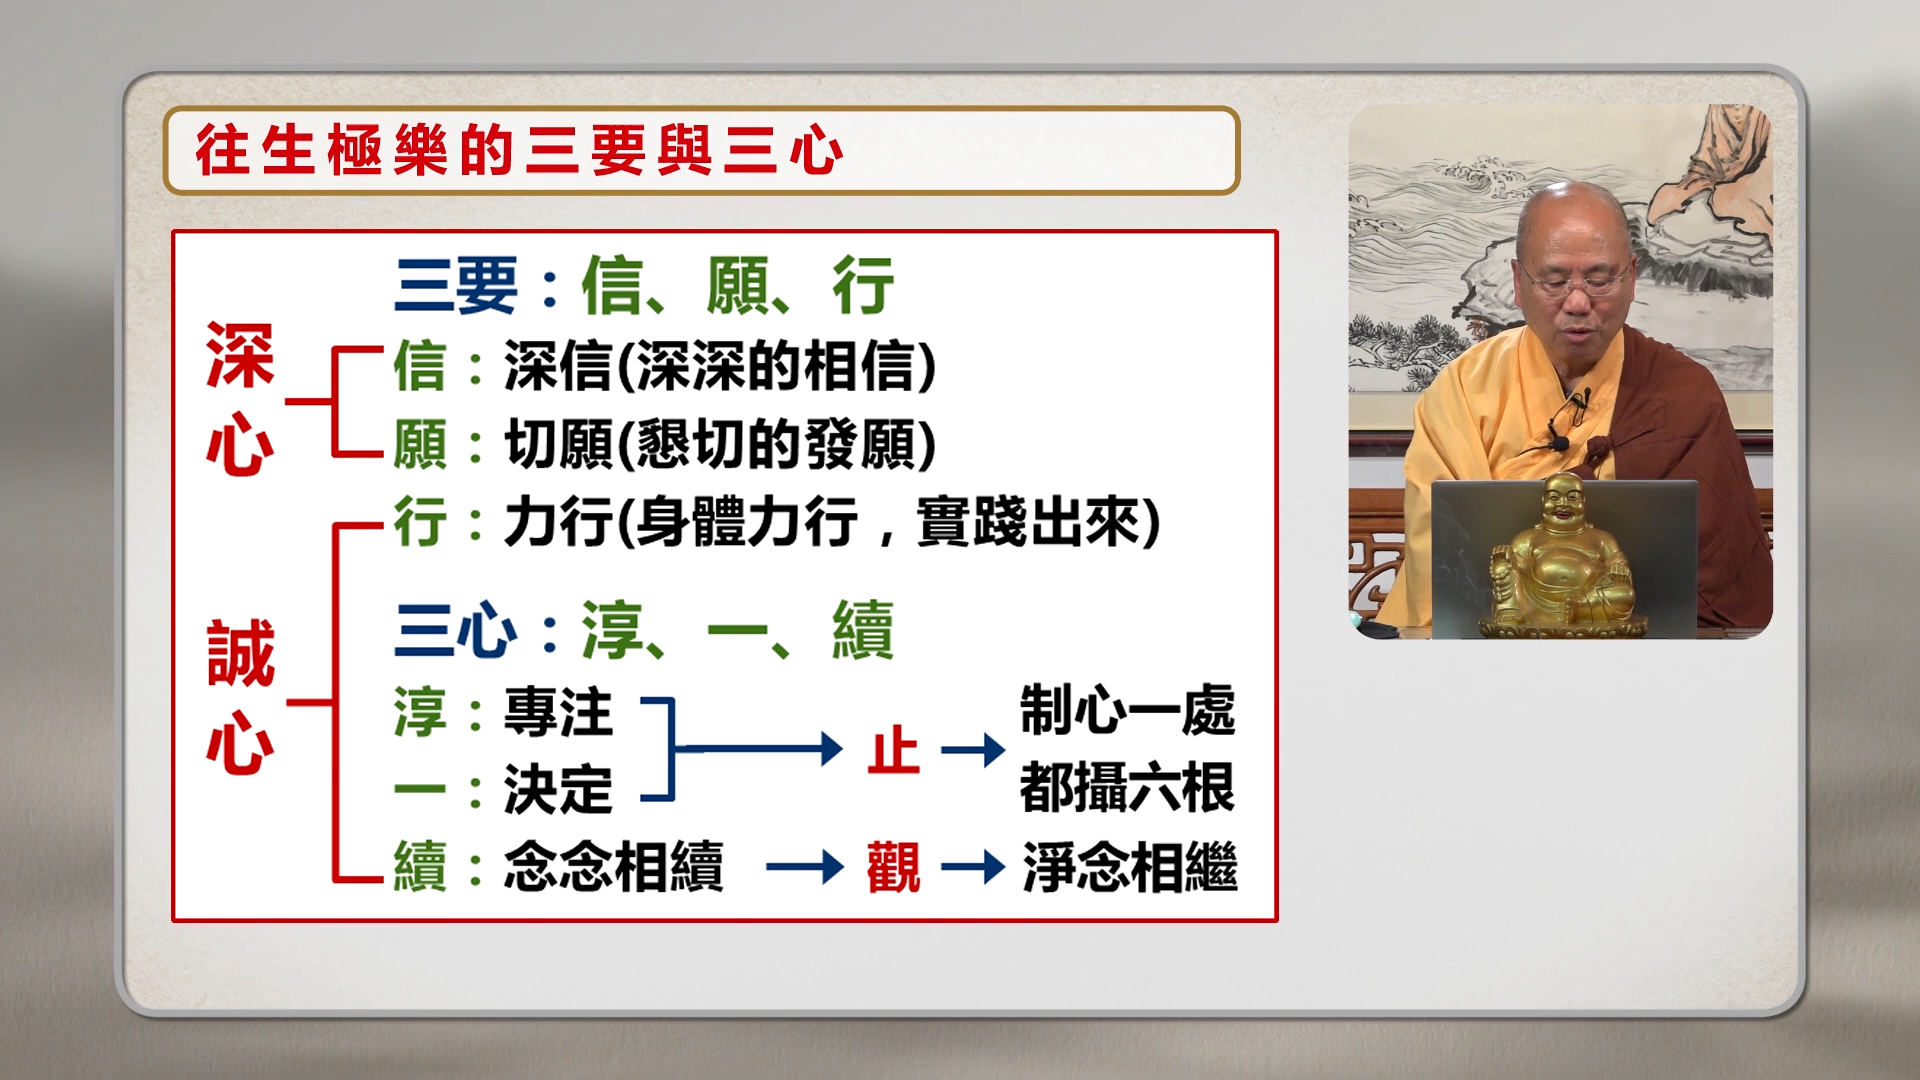 往生極樂的三要與三心
三要：信、願、行
深心
信：深信(深深的相信)
願：切願(懇切的發願)
行：力行(身體力行，實踐出來)
誠心
三心：淳、一、續
淳：專注
一：決定
止
制心一處
都攝六根
續：念念相續
觀
淨念相繼